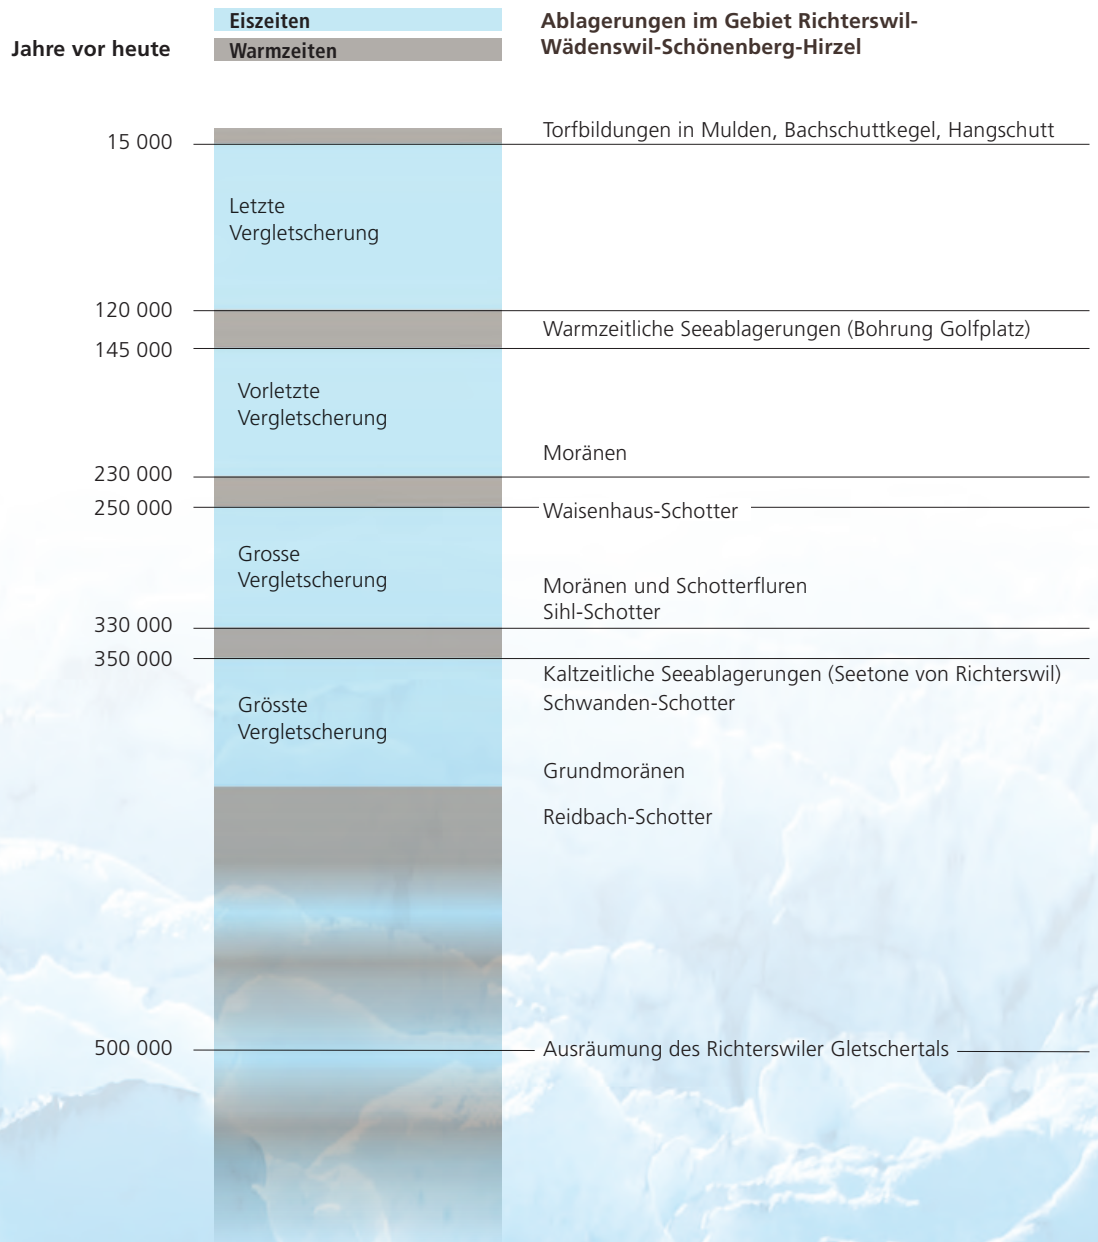 Eiszeiten
Warmzeiten
Jahre vor heute
Ablagerungen im Gebiet Richterswil-
Wädenswil-Schönenberg-Hirzel
Torfbildungen in Mulden, Bachschuttkegel, Hangschutt
15 000
Letzte
Vergletscherung
120 000
Warmzeitliche Seeablagerungen (Bohrung Golfplatz)
145 000
Vorletzte
Vergletscherung
Moränen
230 000
250 000
Waisenhaus-Schotter
Grosse
Vergletscherung
Moränen und Schotterfluren
Sihl-Schotter
330 000
350 000
Kaltzeitliche Seeablagerungen (Seetone von Richterswil)
Schwanden-Schotter
Grösste
Vergletscherung
Grundmoränen
Reidbach-Schotter
500 000
Ausräumung des Richterswiler Gletschertals